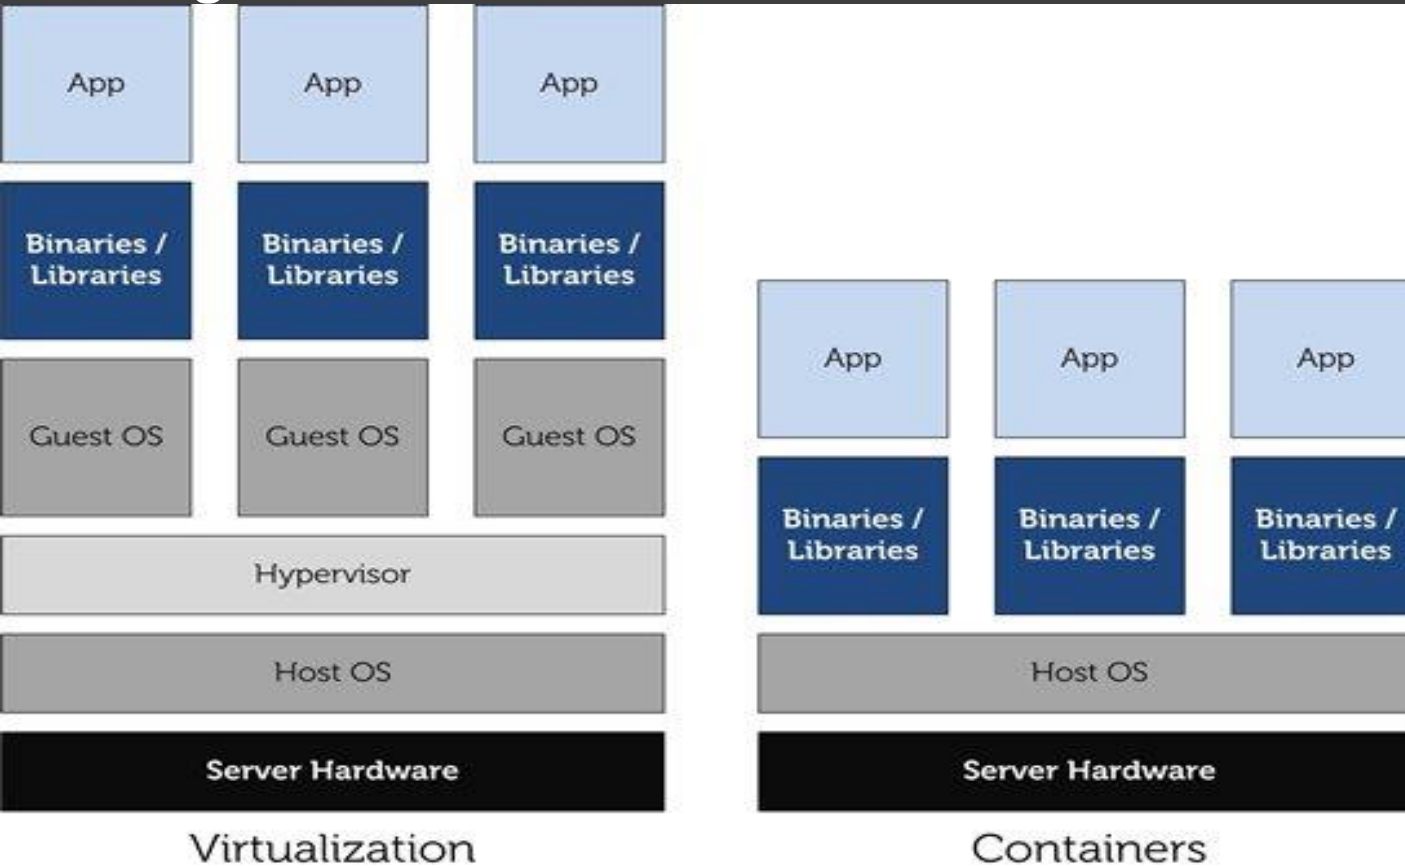 App
App
App
Binaries /
Libraries
Binaries /
Libraries
Binaries /
Libraries
Guest OS
Guest OS
Guest OS
Hypervisor
Host OS
Server Hardware
Virtualization
App
App
App
Binaries /
Libraries
Binaries /
Libraries
Binaries /
Libraries
Host OS
Server Hardware
Containers